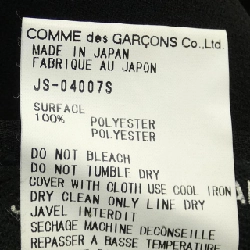 COMME des GARÇONS Co.,Ltd
MADE IN JAPAN
FABRIQUE AU JAPON
JS-04007S
SURFACE
100% POLYESTER
POLYESTER
DO NOT BLEACH
DO NOT TUMBLE DRY
COVER WITH CLOTH USE COOL IRON
DRY CLEAN ONLY LINE DRY
JAVEL INTERDIT
SECHAGE MACHINE DECONSEILLE
REPASSER A BASSE TEMPERATURE